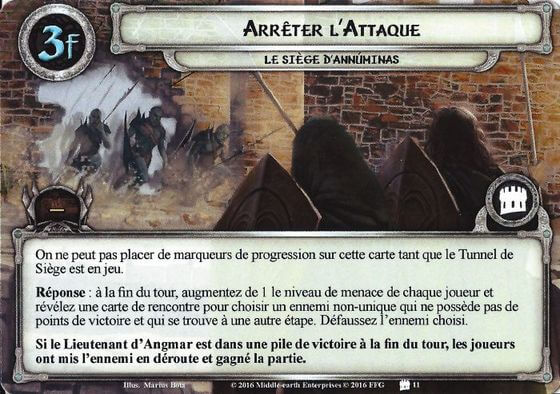 3F
ARRÊTER L'ATTAQUE
LE SIÈGE D'ANNÚMINAS
–
On ne peut pas placer de marqueurs de progression sur cette carte tant que le Tunnel de
Siège est en jeu.
Réponse : à la fin du tour, augmentez de 1 le niveau de menace de chaque joueur et
révélez une carte de rencontre pour choisir un ennemi non-unique qui ne possède pas de
points de victoire et qui se trouve à une autre étape. Défaussez l'ennemi choisi.
Si le Lieutenant d'Angmar est dans une pile de victoire à la fin du tour, les joueurs
ont mis l'ennemi en déroute et gagné la partie.
Illus. Marius Bota © 2016 Middle-earth Enterprises © 2016 FFG 11